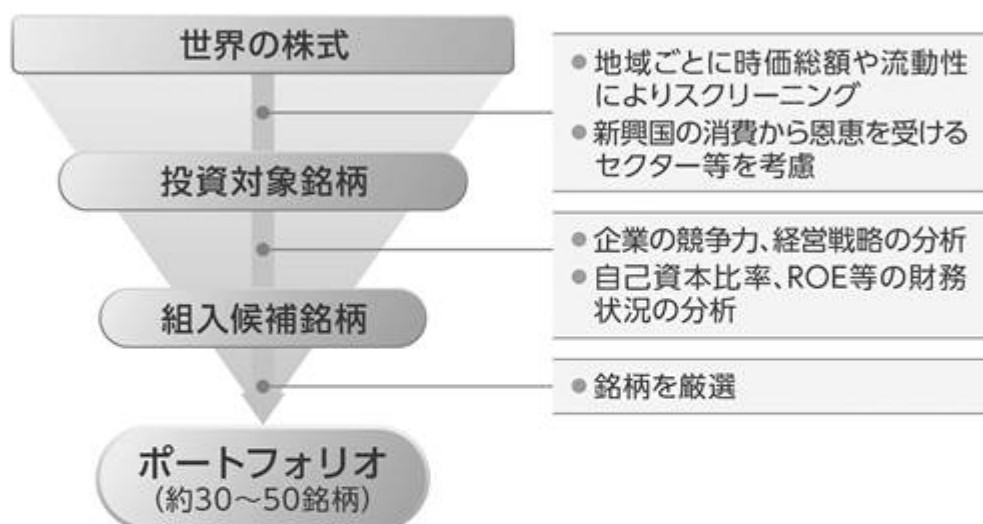 世界の株式
● 地域ごとに時価総額や流動性
によりスクリーニング
● 新興国の消費から恩恵を受ける
セクター等を考慮
投資対象銘柄
● 企業の競争力、経営戦略の分析
● 自己資本比率、ROE等の財務
状況の分析
組入候補銘柄
● 銘柄を厳選
ポートフォリオ
(約30～50銘柄)